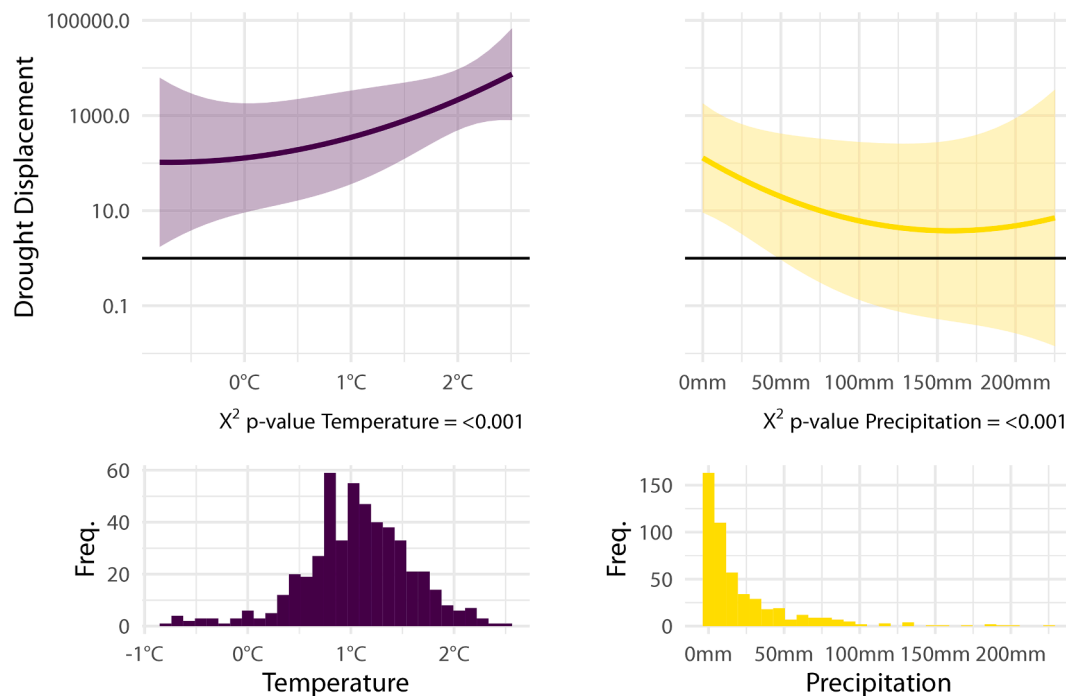 Drought Displacement
100000.0
1000.0
10.0
0.1
0°C 1°C 2°C
X² p-value Temperature = <0.001
0mm 50mm 100mm 150mm 200mm
X² p-value Precipitation = <0.001
Freq.
60
40
20
0
-1°C 0°C 1°C 2°C
Temperature
Freq.
150
100
50
0
0mm 50mm 100mm 150mm 200mm
Precipitation